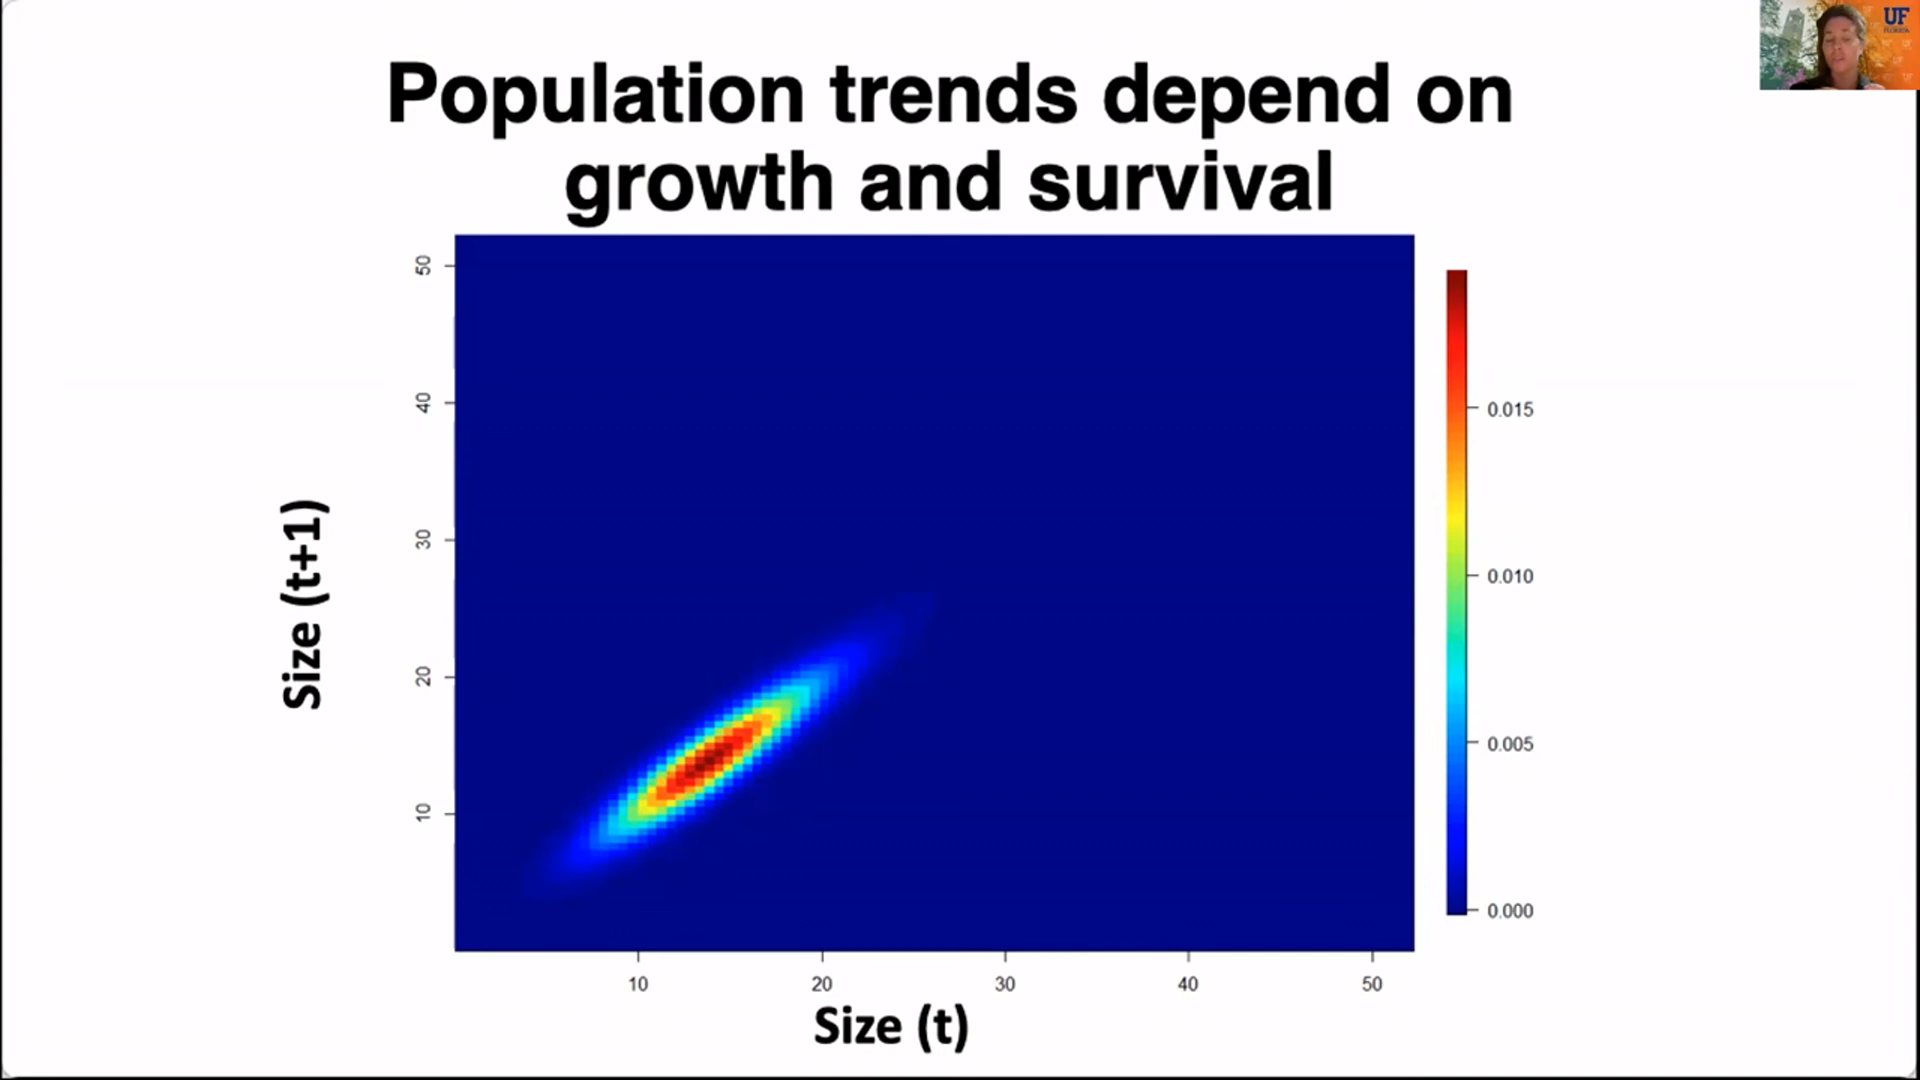 UF
FLORIDA
Population trends depend on
growth and survival
50
40
30
20
10
Size (t+1)
0.015
0.010
0.005
0.000
10 20 30 40 50
Size (t)